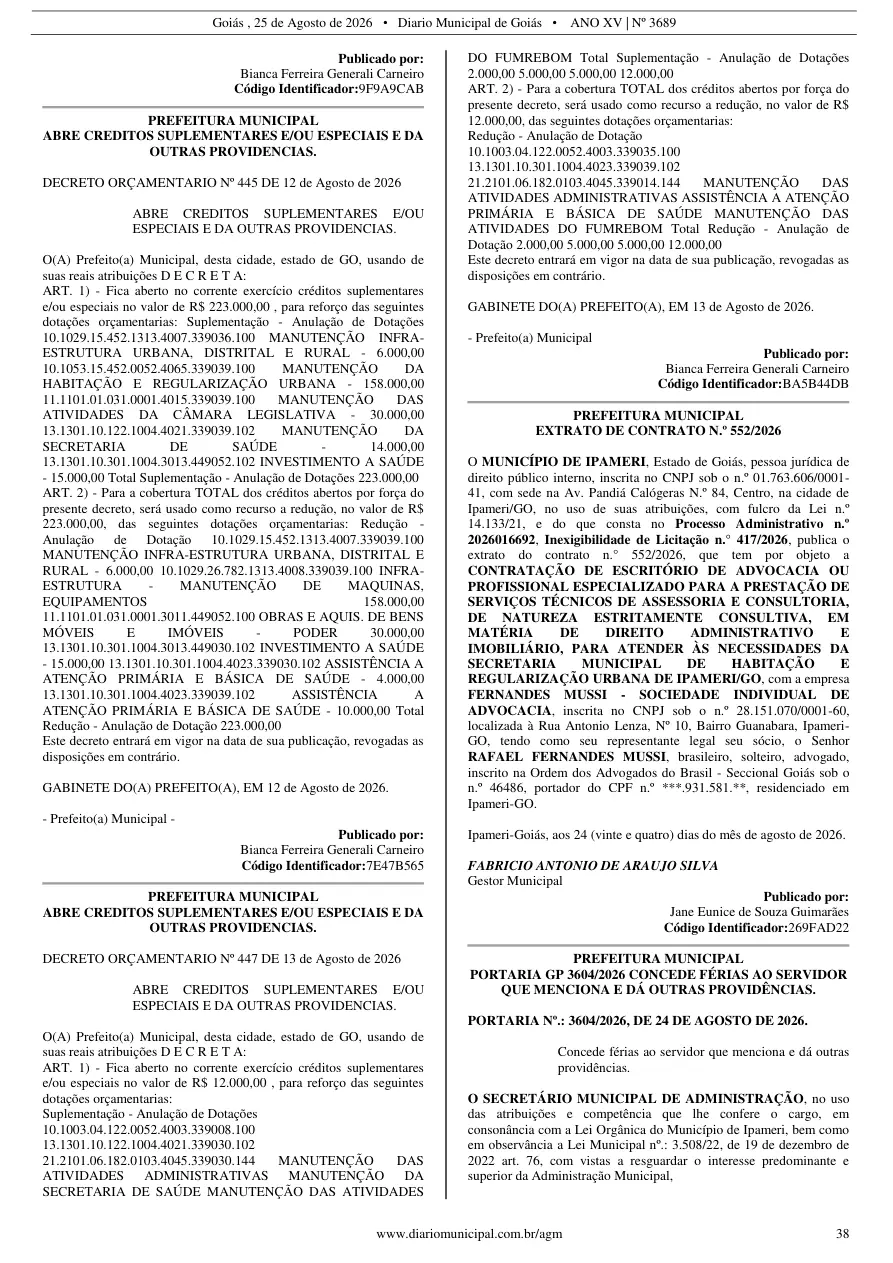 Goiás , 25 de Agosto de 2026 • Diario Municipal de Goiás • ANO XV | Nº 3689
Publicado por:
Bianca Ferreira Generali Carneiro
Código Identificador:9F9A9CAB
PREFEITURA MUNICIPAL
ABRE CREDITOS SUPLEMENTARES E/OU ESPECIAIS E DA
OUTRAS PROVIDENCIAS.
DECRETO ORÇAMENTARIO Nº 445 DE 12 de Agosto de 2026
ABRE CREDITOS SUPLEMENTARES E/OU
ESPECIAIS E DA OUTRAS PROVIDENCIAS.
O(A) Prefeito(a) Municipal, desta cidade, estado de GO, usando de
suas reais atribuições D E C R E T A:
ART. 1) - Fica aberto no corrente exercício créditos suplementares
e/ou especiais no valor de R$ 223.000,00 , para reforço das seguintes
dotações orçamentarias: Suplementação - Anulação de Dotações
10.1029.15.452.1313.4007.339036.100 MANUTENÇÃO INFRA-
ESTRUTURA URBANA, DISTRITAL E RURAL - 6.000,00
10.1053.15.452.0052.4065.339039.100 MANUTENÇÃO DA
HABITAÇÃO E REGULARIZAÇÃO URBANA - 158.000,00
11.1101.01.031.0001.4015.339039.100 MANUTENÇÃO DAS
ATIVIDADES DA CÂMARA LEGISLATIVA - 30.000,00
13.1301.10.122.1004.4021.339039.102 MANUTENÇÃO DA
SECRETARIA DE SAÚDE - 14.000,00
13.1301.10.301.1004.3013.449052.102 INVESTIMENTO A SAÚDE
- 15.000,00 Total Suplementação - Anulação de Dotações 223.000,00
ART. 2) - Para a cobertura TOTAL dos créditos abertos por força do
presente decreto, será usado como recurso a redução, no valor de R$
223.000,00, das seguintes dotações orçamentarias: Redução -
Anulação de Dotação 10.1029.15.452.1313.4007.339039.100
MANUTENÇÃO INFRA-ESTRUTURA URBANA, DISTRITAL E
RURAL - 6.000,00 10.1029.26.782.1313.4008.339039.100 INFRA-
ESTRUTURA - MANUTENÇÃO DE MAQUINAS,
EQUIPAMENTOS 158.000,00
11.1101.01.031.0001.3011.449052.100 OBRAS E AQUIS. DE BENS
MÓVEIS E IMÓVEIS - PODER 30.000,00
13.1301.10.301.1004.3013.449030.102 INVESTIMENTO A SAÚDE
- 15.000,00 13.1301.10.301.1004.4023.339030.102 ASSISTÊNCIA A
ATENÇÃO PRIMÁRIA E BÁSICA DE SAÚDE - 4.000,00
13.1301.10.301.1004.4023.339039.102 ASSISTÊNCIA A
ATENÇÃO PRIMÁRIA E BÁSICA DE SAÚDE - 10.000,00 Total
Redução - Anulação de Dotação 223.000,00
Este decreto entrará em vigor na data de sua publicação, revogadas as
disposições em contrário.
GABINETE DO(A) PREFEITO(A), EM 12 de Agosto de 2026.
- Prefeito(a) Municipal -
Publicado por:
Bianca Ferreira Generali Carneiro
Código Identificador:7E47B565
PREFEITURA MUNICIPAL
ABRE CREDITOS SUPLEMENTARES E/OU ESPECIAIS E DA
OUTRAS PROVIDENCIAS.
DECRETO ORÇAMENTARIO Nº 447 DE 13 de Agosto de 2026
ABRE CREDITOS SUPLEMENTARES E/OU
ESPECIAIS E DA OUTRAS PROVIDENCIAS.
O(A) Prefeito(a) Municipal, desta cidade, estado de GO, usando de
suas reais atribuições D E C R E T A:
ART. 1) - Fica aberto no corrente exercício créditos suplementares
e/ou especiais no valor de R$ 12.000,00 , para reforço das seguintes
dotações orçamentarias:
Suplementação - Anulação de Dotações
10.1003.04.122.0052.4003.339008.100
13.1301.10.122.1004.4021.339030.102
21.2101.06.182.0103.4045.339030.144 MANUTENÇÃO DAS
ATIVIDADES ADMINISTRATIVAS MANUTENÇÃO DA
SECRETARIA DE SAÚDE MANUTENÇÃO DAS ATIVIDADES
DO FUMREBOM Total Suplementação - Anulação de Dotações
2.000,00 5.000,00 5.000,00 12.000,00
ART. 2) - Para a cobertura TOTAL dos créditos abertos por força do
presente decreto, será usado como recurso a redução, no valor de R$
12.000,00, das seguintes dotações orçamentarias:
Redução - Anulação de Dotação
10.1003.04.122.0052.4003.339035.100
13.1301.10.301.1004.4023.339039.102
21.2101.06.182.0103.4045.339014.144 MANUTENÇÃO DAS
ATIVIDADES ADMINISTRATIVAS ASSISTÊNCIA A ATENÇÃO
PRIMÁRIA E BÁSICA DE SAÚDE MANUTENÇÃO DAS
ATIVIDADES DO FUMREBOM Total Redução - Anulação de
Dotação 2.000,00 5.000,00 5.000,00 12.000,00
Este decreto entrará em vigor na data de sua publicação, revogadas as
disposições em contrário.
GABINETE DO(A) PREFEITO(A), EM 13 de Agosto de 2026.
- Prefeito(a) Municipal
Publicado por:
Bianca Ferreira Generali Carneiro
Código Identificador:BA5B44DB
PREFEITURA MUNICIPAL
EXTRATO DE CONTRATO N.º 552/2026
O MUNICÍPIO DE IPAMERI, Estado de Goiás, pessoa jurídica de
direito público interno, inscrita no CNPJ sob o n.º 01.763.606/0001-
41, com sede na Av. Pandiá Calógeras N.º 84, Centro, na cidade de
Ipameri/GO, no uso de suas atribuições, com fulcro da Lei n.º
14.133/21, e do que consta no Processo Administrativo n.º
2026016692, Inexigibilidade de Licitação n.° 417/2026, publica o
extrato do contrato n.° 552/2026, que tem por objeto a
CONTRATAÇÃO DE ESCRITÓRIO DE ADVOCACIA OU
PROFISSIONAL ESPECIALIZADO PARA A PRESTAÇÃO DE
SERVIÇOS TÉCNICOS DE ASSESSORIA E CONSULTORIA,
DE NATUREZA ESTRITAMENTE CONSULTIVA, EM
MATÉRIA DE DIREITO ADMINISTRATIVO E
IMOBILIÁRIO, PARA ATENDER ÀS NECESSIDADES DA
SECRETARIA MUNICIPAL DE HABITAÇÃO E
REGULARIZAÇÃO URBANA DE IPAMERI/GO, com a empresa
FERNANDES MUSSI - SOCIEDADE INDIVIDUAL DE
ADVOCACIA, inscrita no CNPJ sob o n.º 28.151.070/0001-60,
localizada à Rua Antonio Lenza, Nº 10, Bairro Guanabara, Ipameri-
GO, tendo como seu representante legal seu sócio, o Senhor
RAFAEL FERNANDES MUSSI, brasileiro, solteiro, advogado,
inscrito na Ordem dos Advogados do Brasil - Seccional Goiás sob o
n.º 46486, portador do CPF n.º ***.931.581.**, residenciado em
Ipameri-GO.
Ipameri-Goiás, aos 24 (vinte e quatro) dias do mês de agosto de 2026.
FABRICIO ANTONIO DE ARAUJO SILVA
Gestor Municipal
Publicado por:
Jane Eunice de Souza Guimarães
Código Identificador:269FAD22
PREFEITURA MUNICIPAL
PORTARIA GP 3604/2026 CONCEDE FÉRIAS AO SERVIDOR
QUE MENCIONA E DÁ OUTRAS PROVIDÊNCIAS.
PORTARIA Nº.: 3604/2026, DE 24 DE AGOSTO DE 2026.
Concede férias ao servidor que menciona e dá outras
providências.
O SECRETÁRIO MUNICIPAL DE ADMINISTRAÇÃO, no uso
das atribuições e competência que lhe confere o cargo, em
consonância com a Lei Orgânica do Município de Ipameri, bem como
em observância a Lei Municipal nº.: 3.508/22, de 19 de dezembro de
2022 art. 76, com vistas a resguardar o interesse predominante e
superior da Administração Municipal,
www.diariomunicipal.com.br/agm 38